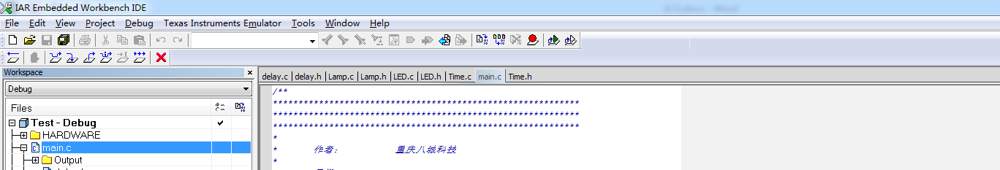 IAR Embedded Workbench IDE
File Edit View Project Debug Texas Instruments Emulator Tools Window Help
Workspace
delay.c delay.h Lamp.c Lamp.h LED.c LED.h Time.c main.c Time.h
Debug
/**
Files
************************************************************
************************************************************
Test - Debug
************************************************************
HARDWARE
*
main.c
* 作者: 重庆八城科技
Output
*